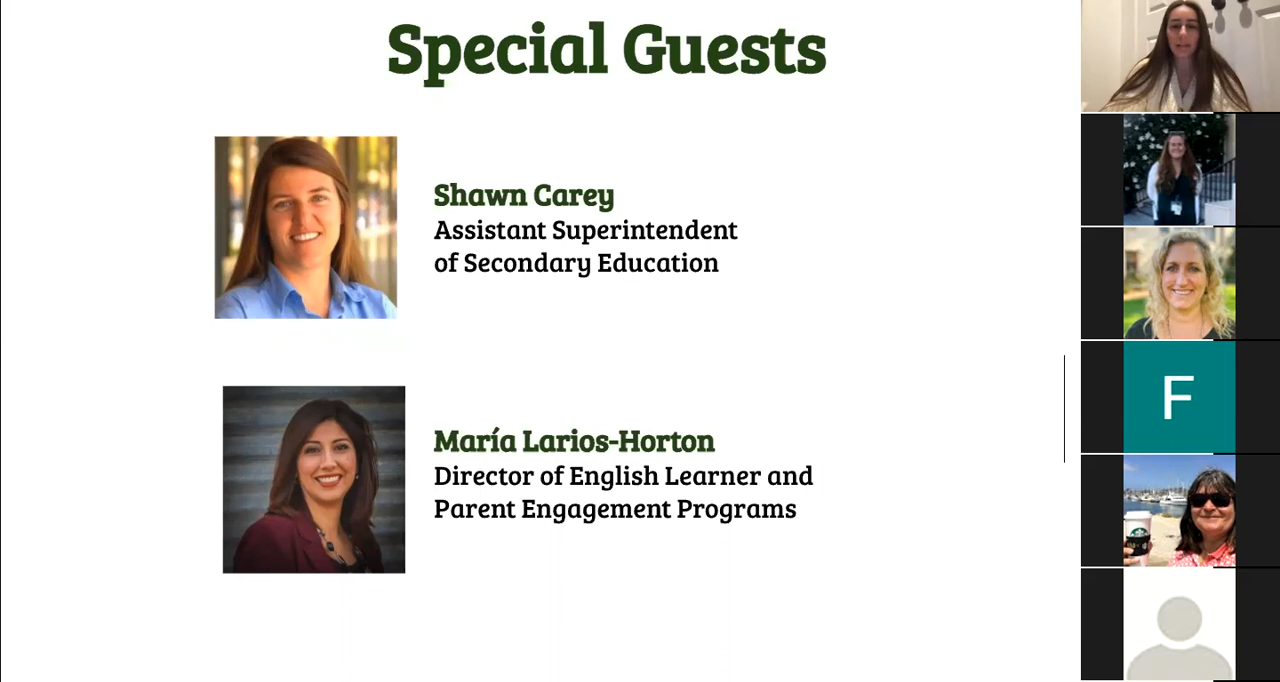 Special Guests
Shawn Carey
Assistant Superintendent
of Secondary Education
María Larios-Horton
Director of English Learner and
Parent Engagement Programs
F